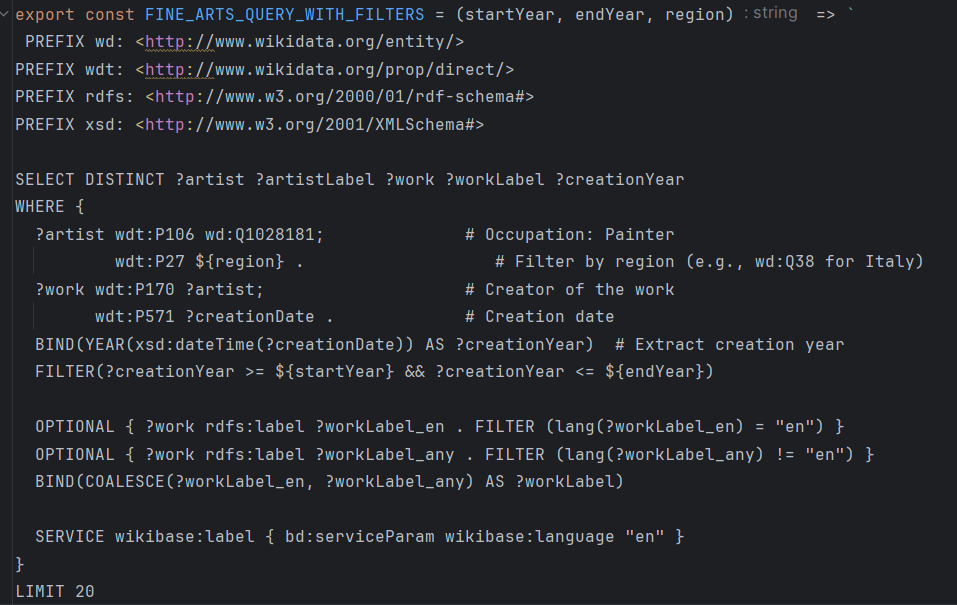 export const FINE_ARTS_QUERY_WITH_FILTERS = (startYear, endYear, region) : string => `
 PREFIX wd: <http://www.wikidata.org/entity/>
PREFIX wdt: <http://www.wikidata.org/prop/direct/>
PREFIX rdfs: <http://www.w3.org/2000/01/rdf-schema#>
PREFIX xsd: <http://www.w3.org/2001/XMLSchema#>

SELECT DISTINCT ?artist ?artistLabel ?work ?workLabel ?creationYear
WHERE {
  ?artist wdt:P106 wd:Q1028181;              # Occupation: Painter
          wdt:P27 ${region} .                   # Filter by region (e.g., wd:Q38 for Italy)
  ?work wdt:P170 ?artist;                    # Creator of the work
        wdt:P571 ?creationDate .             # Creation date
  BIND(YEAR(xsd:dateTime(?creationDate)) AS ?creationYear)  # Extract creation year
  FILTER(?creationYear >= ${startYear} && ?creationYear <= ${endYear})

  OPTIONAL { ?work rdfs:label ?workLabel_en . FILTER (lang(?workLabel_en) = "en") }
  OPTIONAL { ?work rdfs:label ?workLabel_any . FILTER (lang(?workLabel_any) != "en") }
  BIND(COALESCE(?workLabel_en, ?workLabel_any) AS ?workLabel)

  SERVICE wikibase:label { bd:serviceParam wikibase:language "en" }
}
LIMIT 20